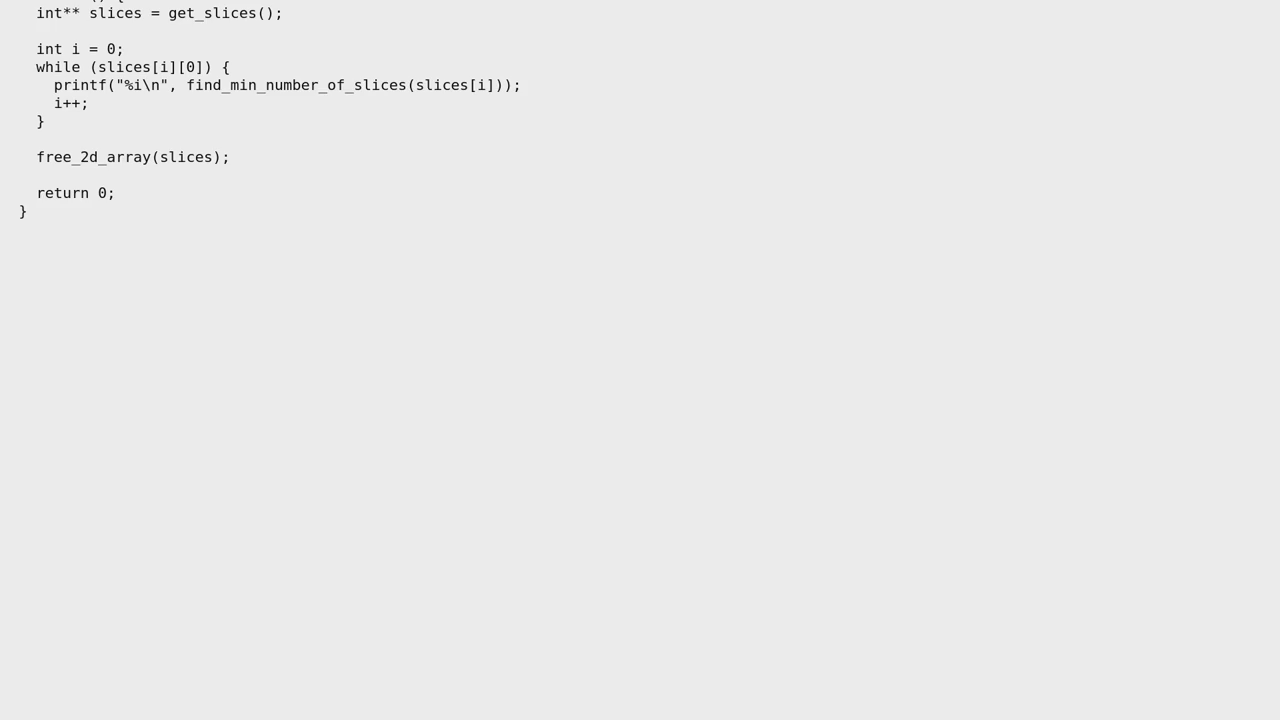 int** slices = get_slices();
int i = 0;
while (slices[i][0]) {
printf("%i\n", find_min_number_of_slices(slices[i]));
i++;
}
free_2d_array(slices);
return 0;
}